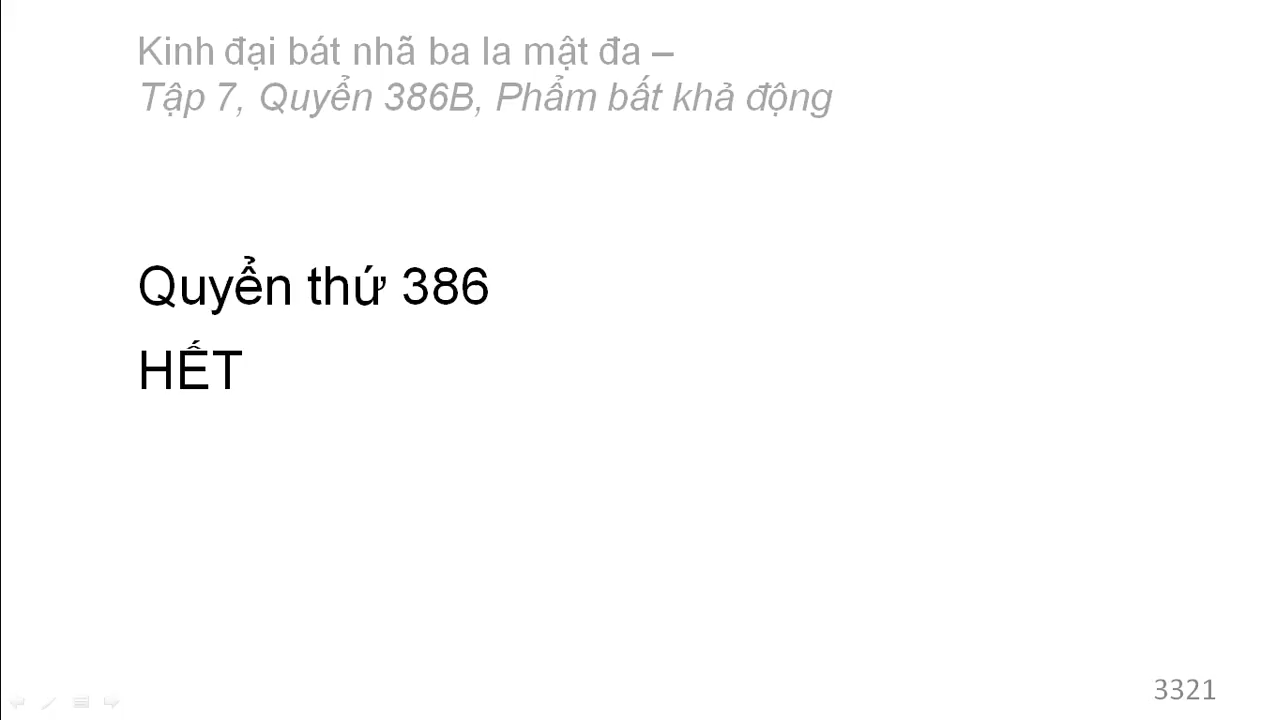 Kinh đại bát nhã ba la mật đa –
Tập 7, Quyển 386B, Phẩm bất khả động
Quyển thứ 386
HẾT
3321